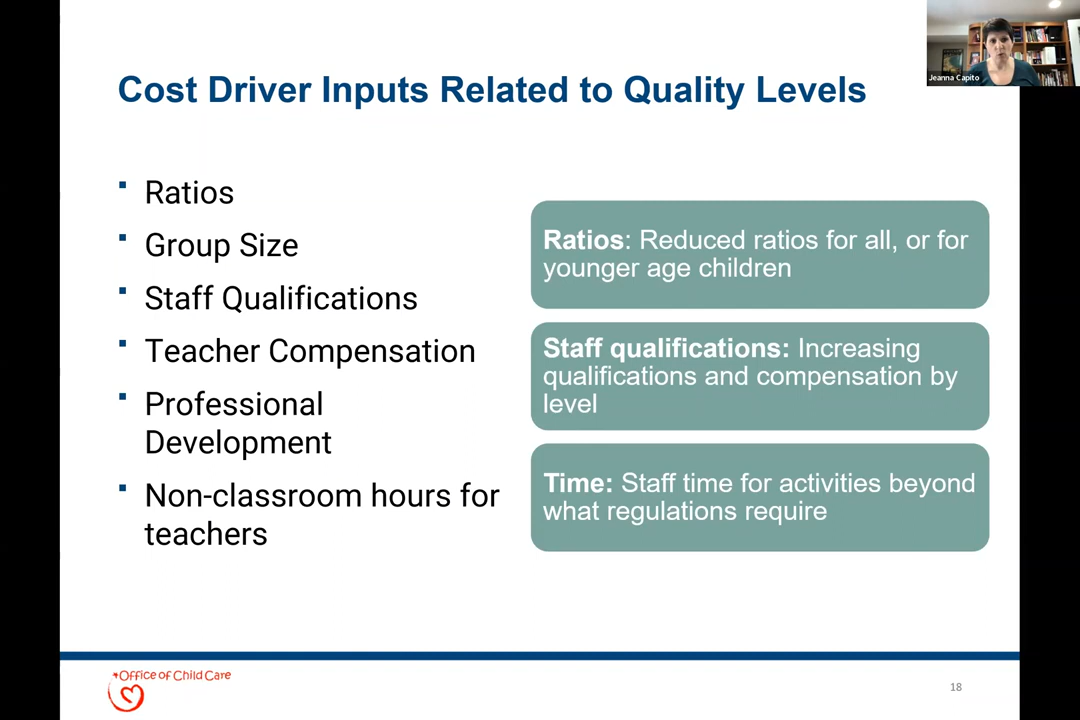 Jeanna Capito
Cost Driver Inputs Related to Quality Levels
Ratios
Group Size
Staff Qualifications
Teacher Compensation
Professional
Development
Non-classroom hours for
teachers
Ratios: Reduced ratios for all, or for
younger age children
Staff qualifications: Increasing
qualifications and compensation by
level
Time: Staff time for activities beyond
what regulations require
Office of Child Care
18